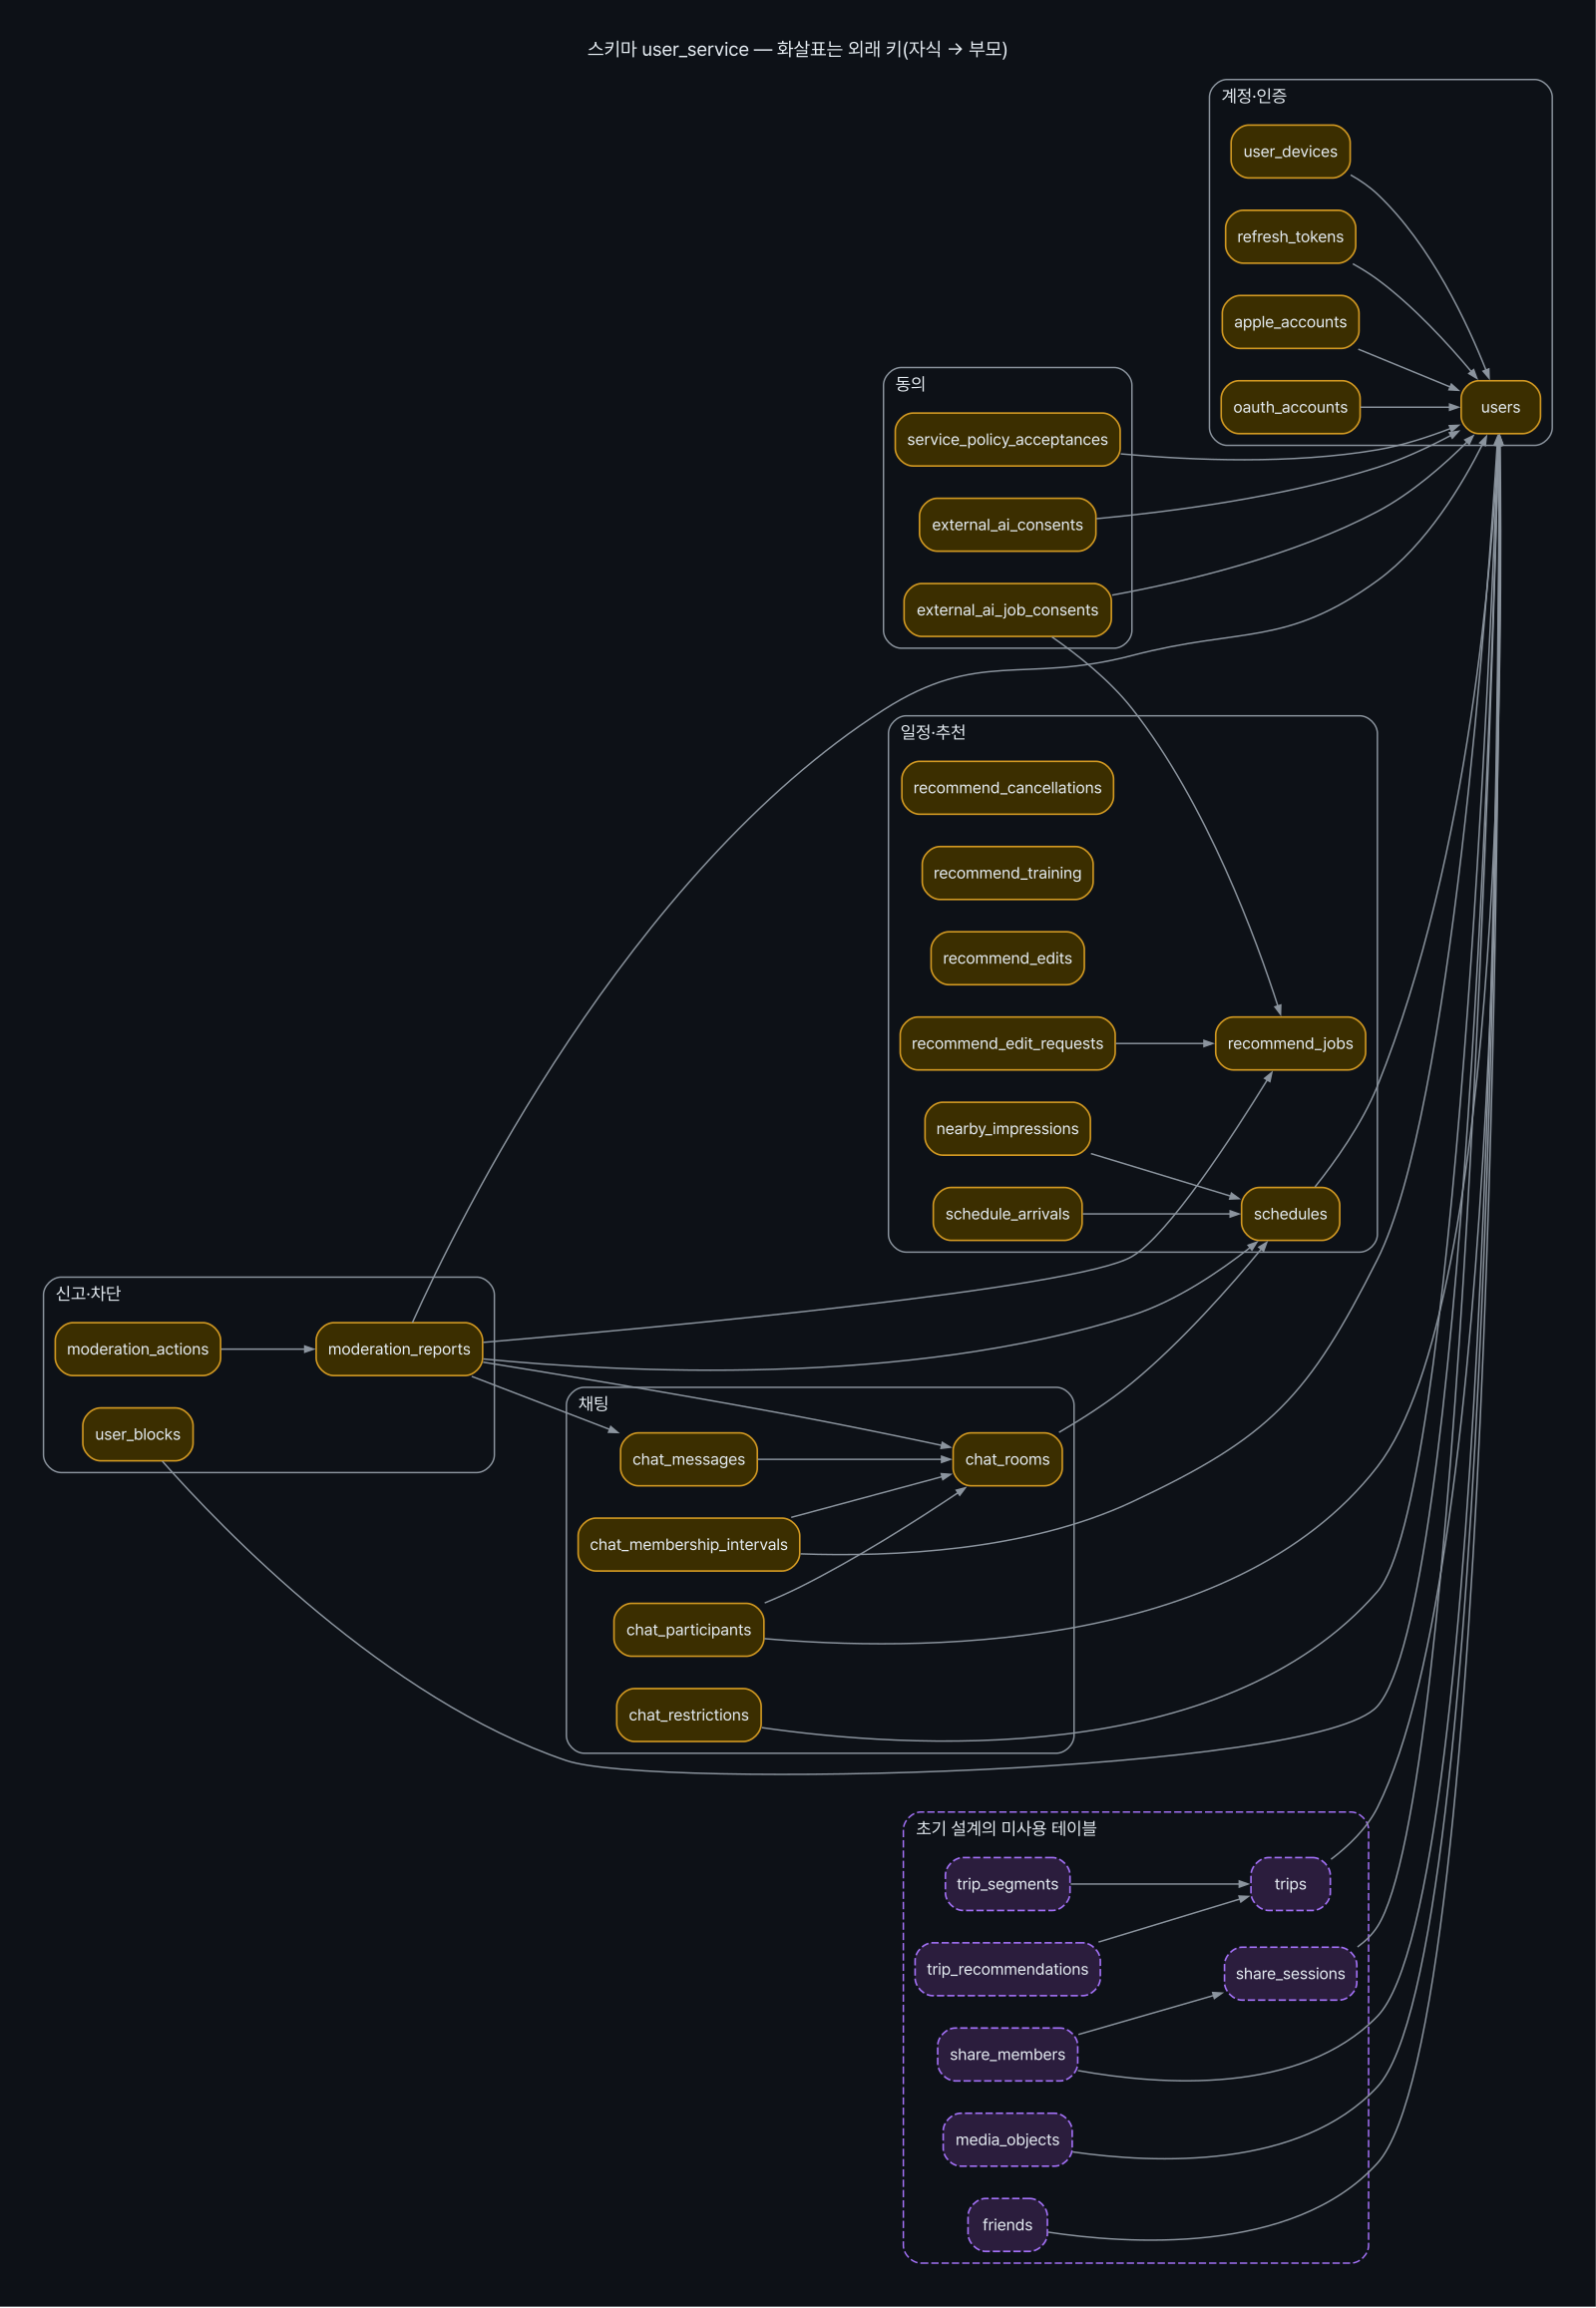 스키마 user_service — 화살표는 외래 키(자식 → 부모)
계정·인증
user_devices
refresh_tokens
apple_accounts
oauth_accounts
users
동의
service_policy_acceptances
external_ai_consents
external_ai_job_consents
일정·추천
recommend_cancellations
recommend_training
recommend_edits
recommend_edit_requests
recommend_jobs
nearby_impressions
schedule_arrivals
schedules
신고·차단
moderation_actions
moderation_reports
user_blocks
채팅
chat_messages
chat_rooms
chat_membership_intervals
chat_participants
chat_restrictions
초기 설계의 미사용 테이블
trip_segments
trips
trip_recommendations
share_sessions
share_members
media_objects
friends